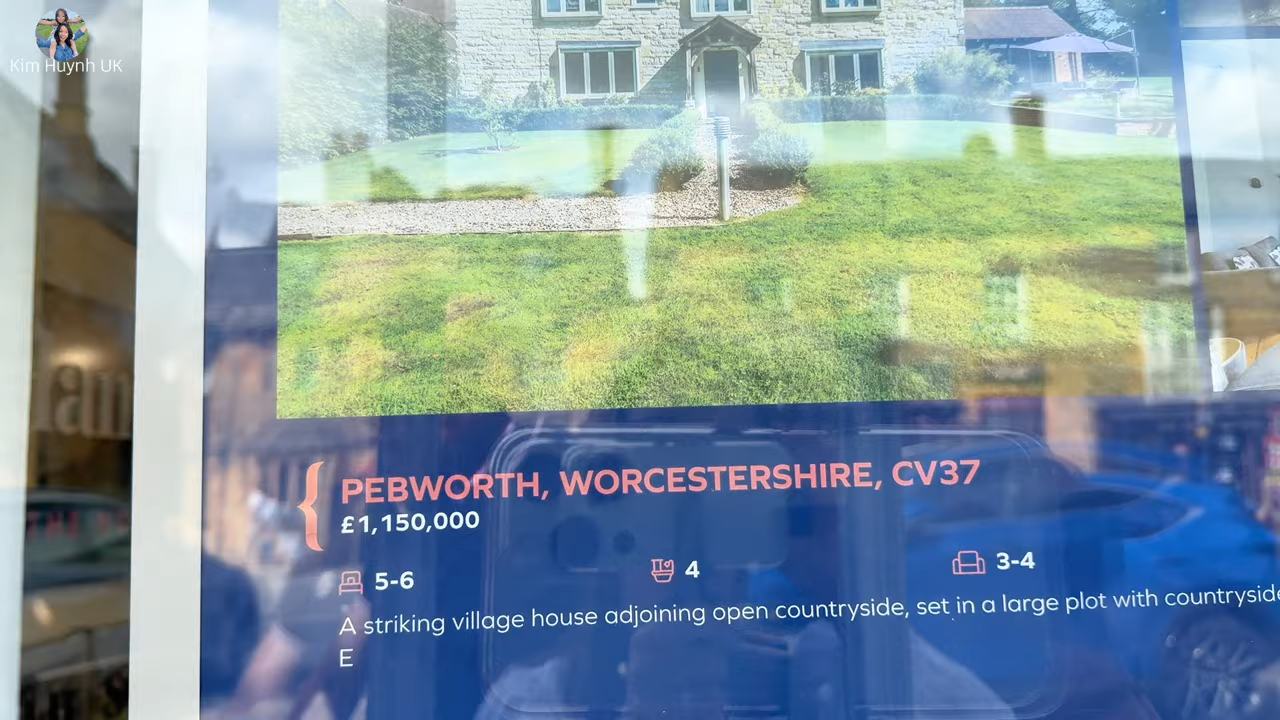 Kim Huynh UK
PEBWORTH, WORCESTERSHIRE, CV37
£1,150,000
5-6
4
3-4
A striking village house adjoining open countryside, set in a large plot with countryside
E